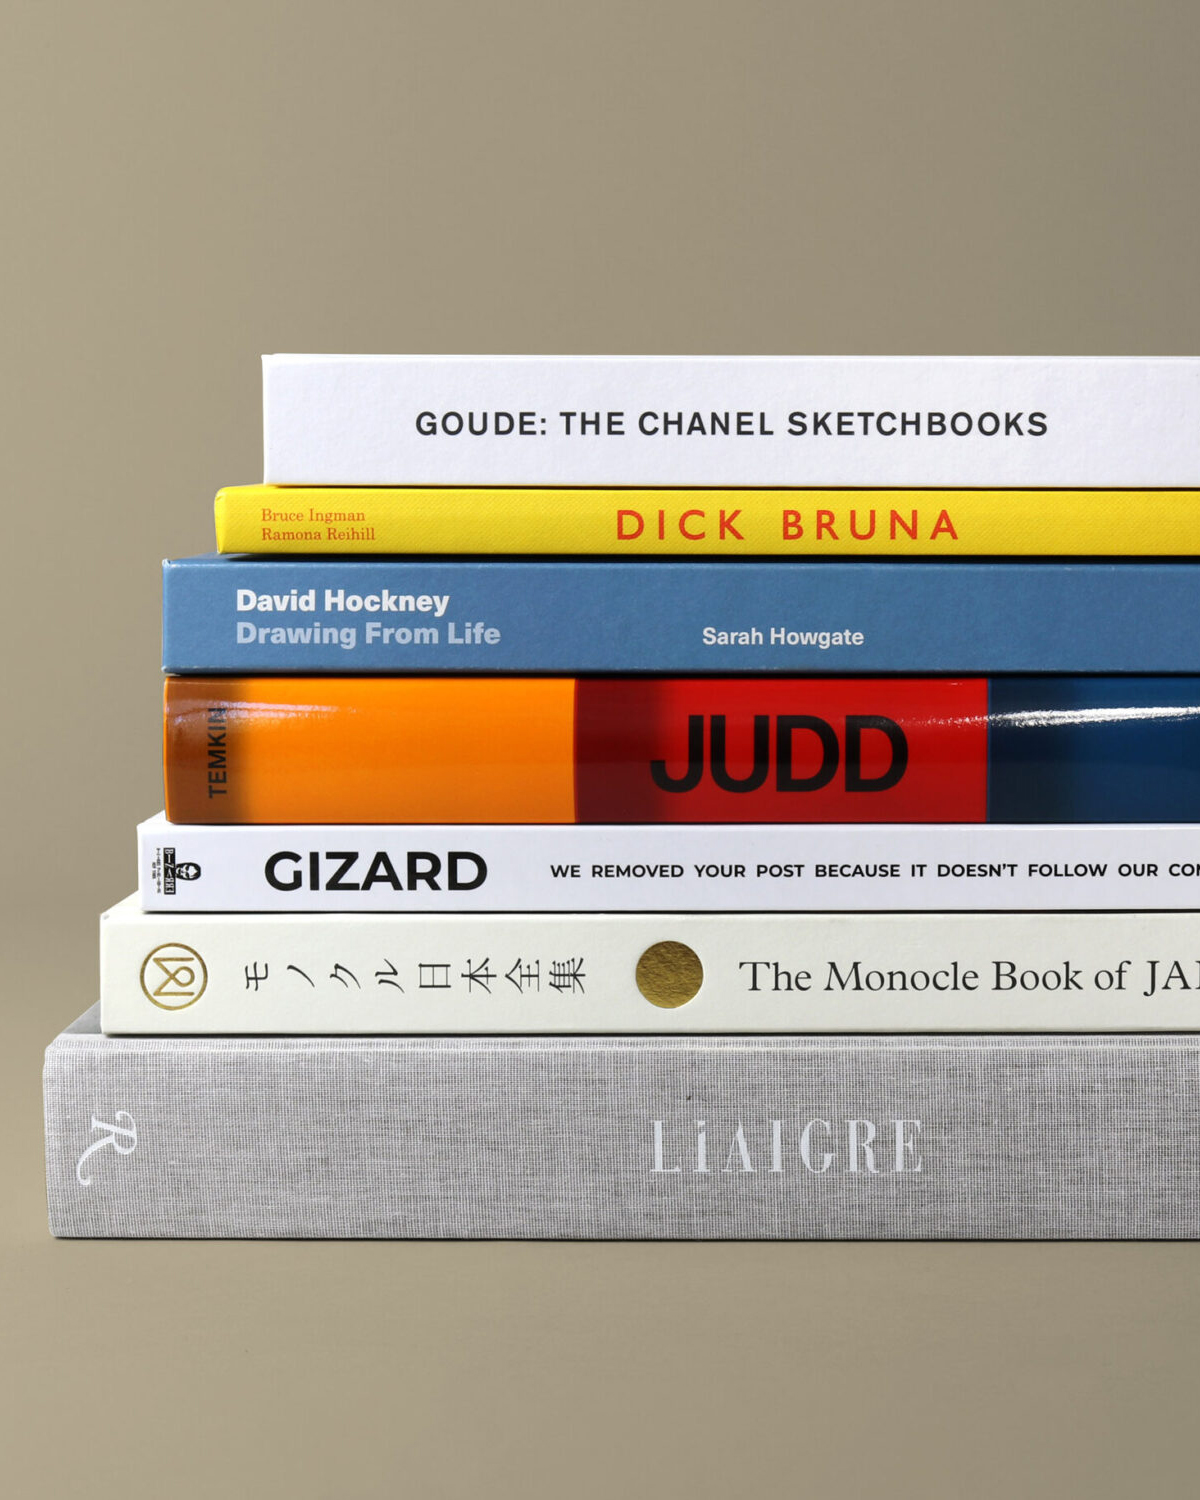 GOUDE: THE CHANEL SKETCHBOOKS
Bruce Ingman
Ramona Reihill
DICK BRUNA
David Hockney
Drawing From Life
Sarah Howgate
TEMKIN
JUDD
GIZARD
WE REMOVED YOUR POST BECAUSE IT DOESN'T FOLLOW OUR
モノクル日本全集
The Monocle Book of
R
LiAIGRE